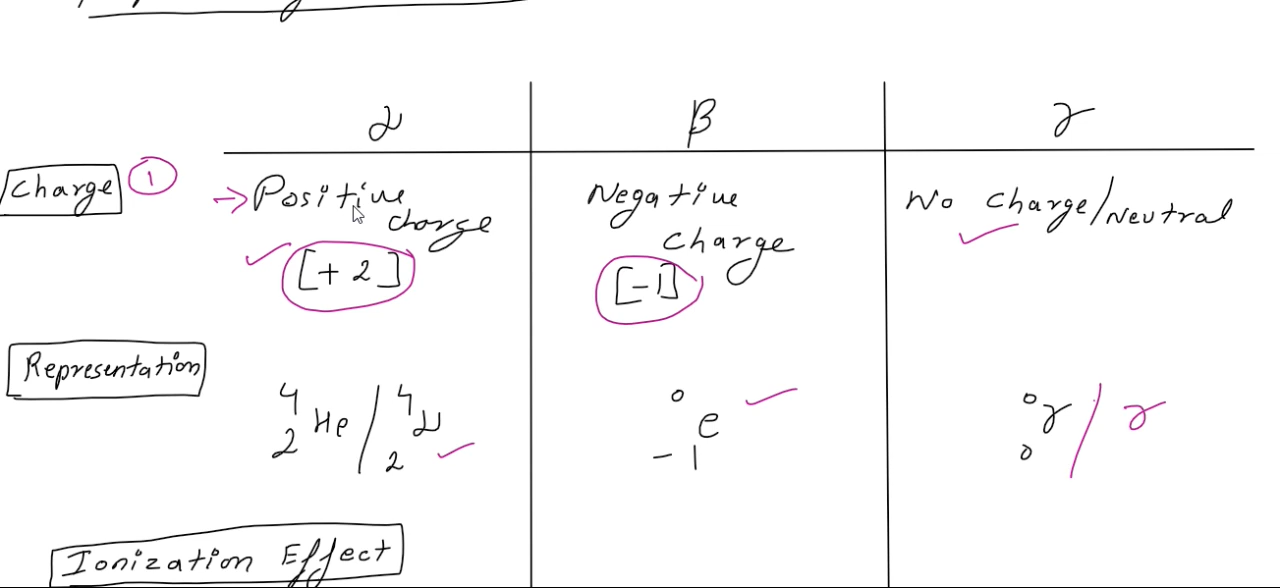 α β γ
Charge ① → Positive charge Negative charge No Charge/Neutral
[+2] [-1]
Representation
⁴₂He / ⁴₂α ⁰₋₁e ⁰₀γ / γ
Ionization Effect